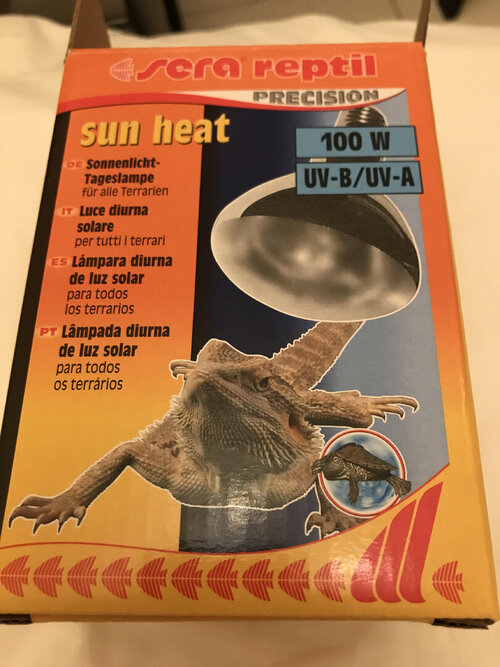 sera reptil
PRECISION
sun heat
100 W
UV-B/UV-A
DE Sonnenlicht-
Tageslampe
für alle Terrarien
IT Luce diurna
solare
per tutti i terrari
ES Lámpara diurna
de luz solar
para todos
los terrarios
PT Lâmpada diurna
de luz solar
para todos
os terrários